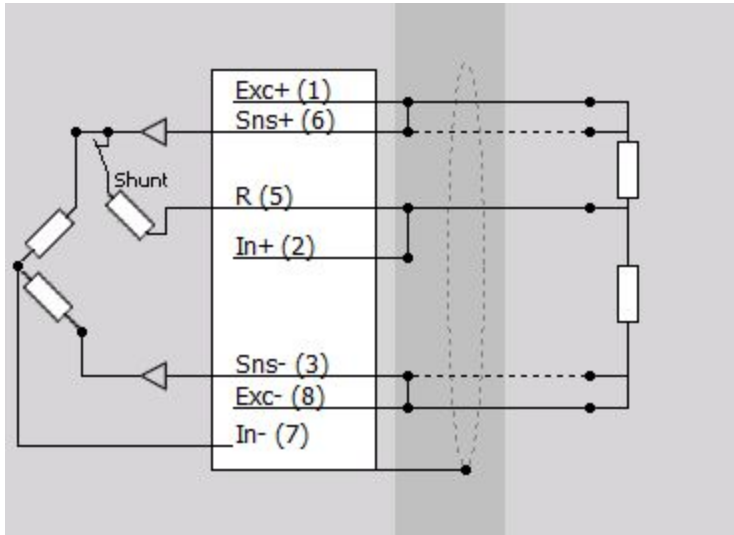 Exc+ (1)
Sns+ (6)
Shunt
R (5)
In+ (2)
Sns- (3)
Exc- (8)
In- (7)